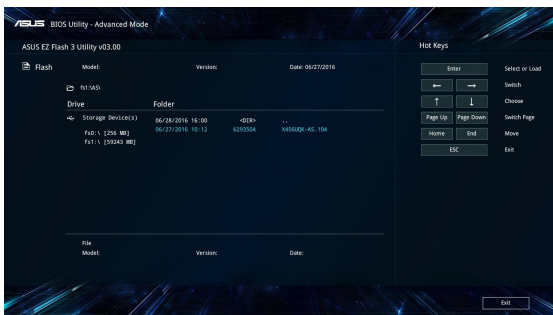 ASUS BIOS Utility - Advanced Mode
ASUS EZ Flash 3 Utility v03.00
Flash
Model: Version: Date: 06/27/2016
fs1:\AS\
Drive Folder
Storage Device(s)
fs0:\ [256 MB]
fs1:\ [59243 MB]
06/28/2016 16:00 <DIR> ..
06/27/2016 10:12 6293504 X456UQK-AS.104
File
Model: Version: Date:
Hot Keys
Enter Select or Load
← → Switch
↑ ↓ Choose
Page Up Page Down Switch Page
Home End Move
ESC Exit
Exit